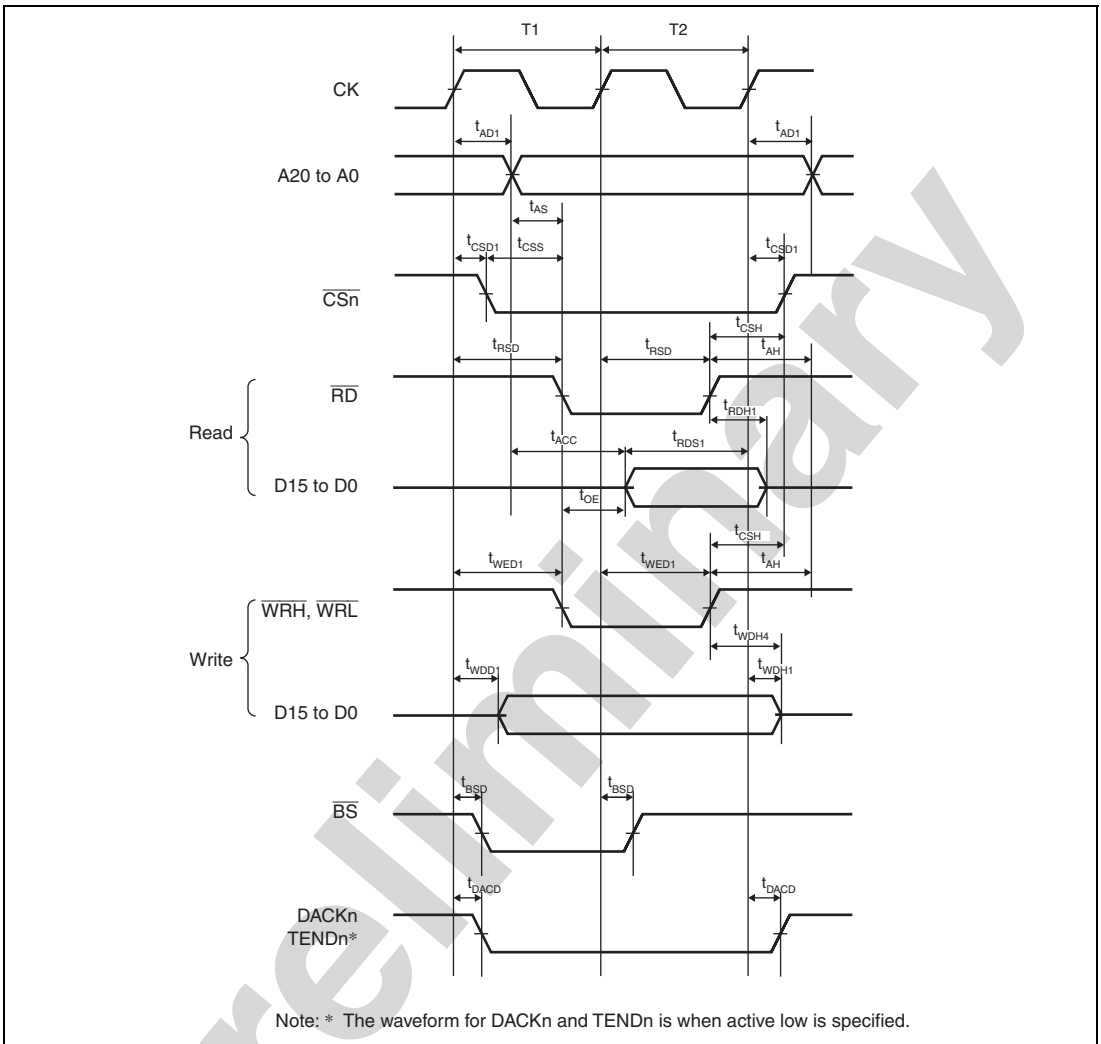 T1 T2
CK
tAD1 tAD1
A20 to A0
tAS
tCSD1 tCSS tCSD1
CSn
tCSH
tRSD tRSD tAH
RD
tRDH1
Read
tACC tRDS1
D15 to D0
tOE
tCSH
tWED1 tWED1 tAH
WRH, WRL
tWDH4
Write
tWDD1 tWDH1
D15 to D0
tBSD tBSD
BS
tDACD tDACD
DACKn
TENDn*
Note: * The waveform for DACKn and TENDn is when active low is specified.
reliminary